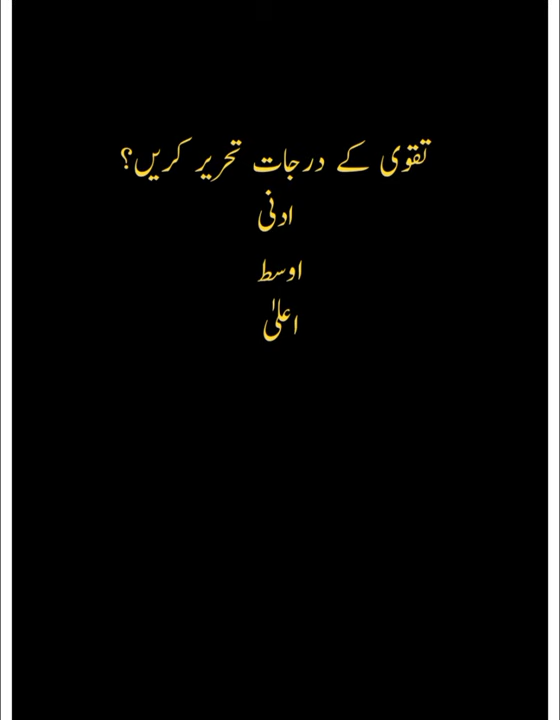 تقوی کے درجات تحریر کریں؟
ادنی
اوسط
اعلیٰ